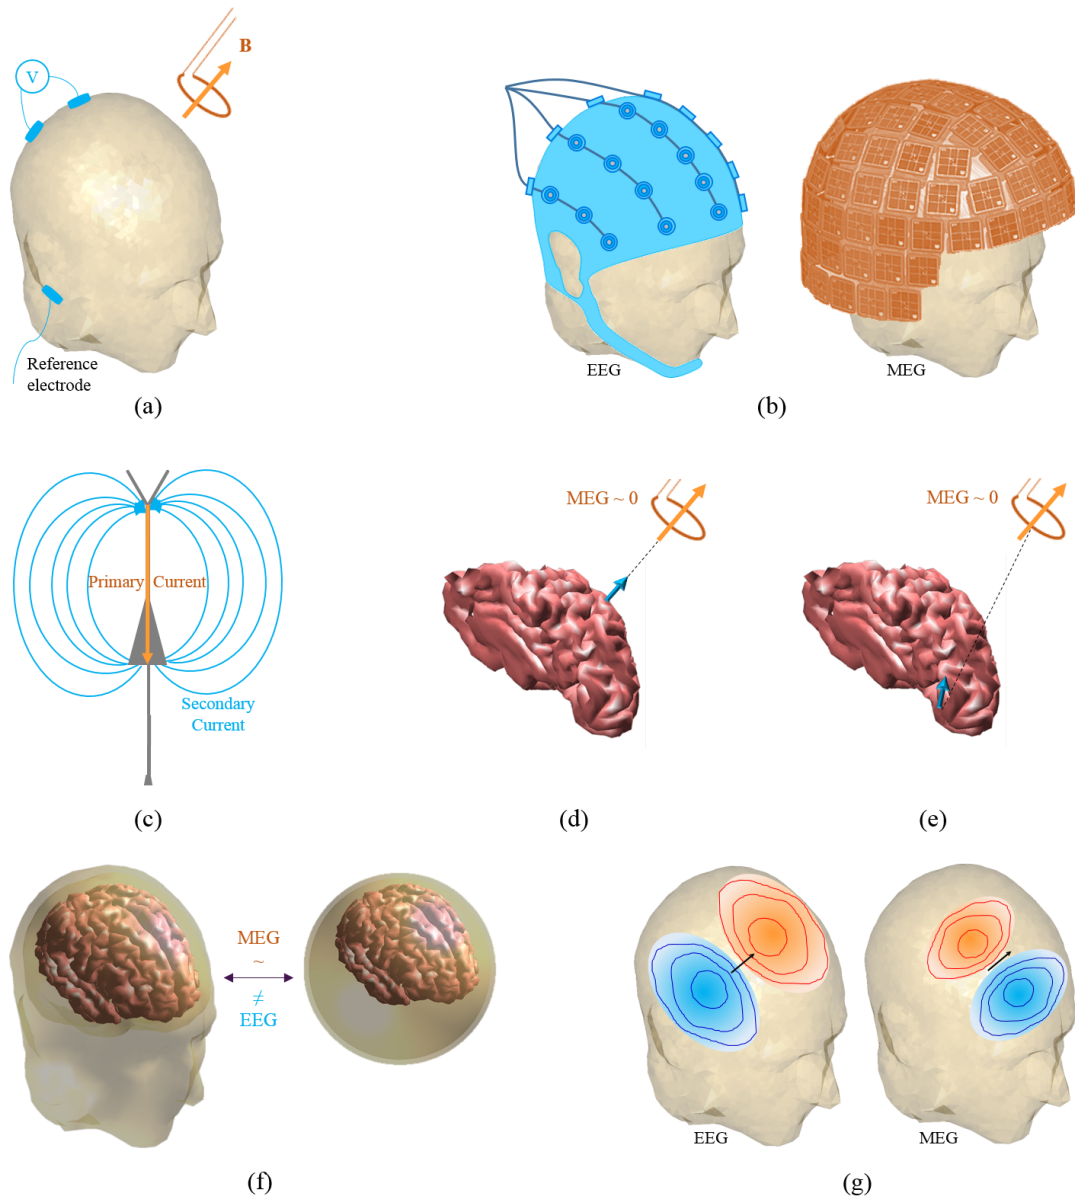 V
B
Reference
electrode
(a)
EEG
MEG
(b)
Primary Current
Secondary
Current
(c)
MEG ~ 0
(d)
MEG ~ 0
(e)
MEG
~
≠
EEG
(f)
EEG
MEG
(g)